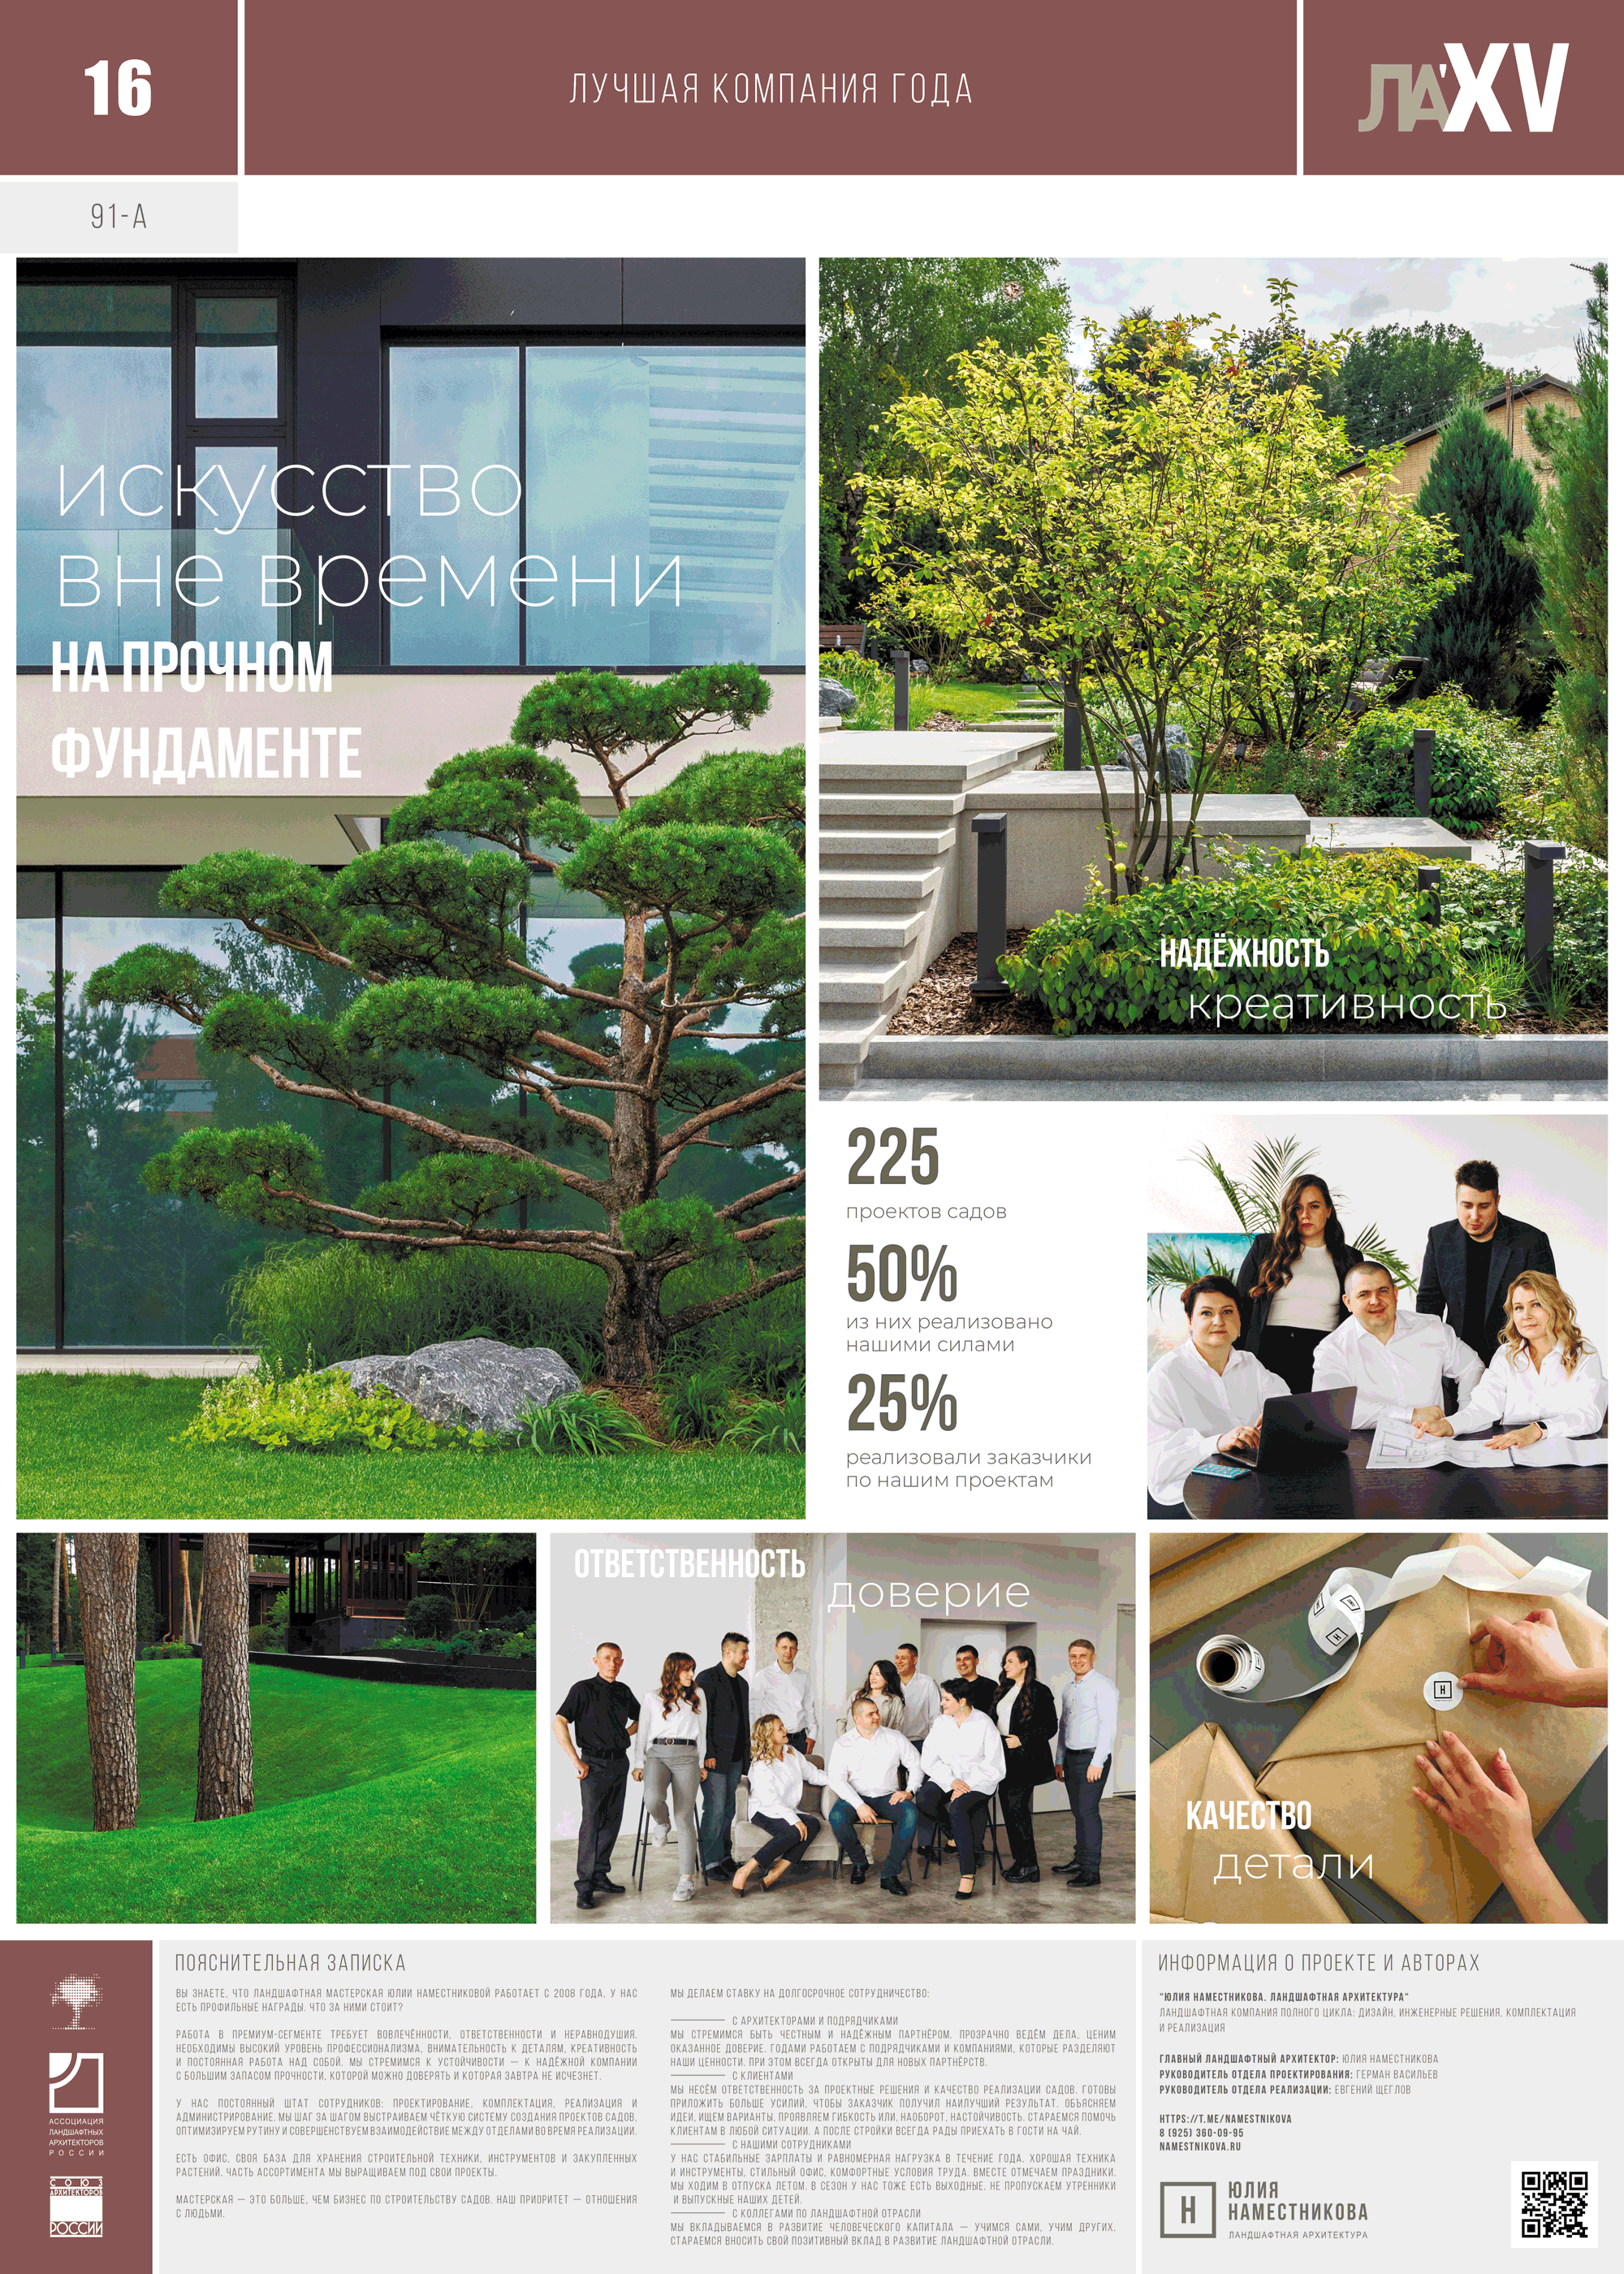 16
ЛУЧШАЯ КОМПАНИЯ ГОДА
ЛА'XV
91-А
искусство
вне времени
НА ПРОЧНОМ
ФУНДАМЕНТЕ
НАДЁЖНОСТЬ
креативность
225
проектов садов
50%
из них реализовано
нашими силами
25%
реализовали заказчики
по нашим проектам
ОТВЕТСТВЕННОСТЬ
доверие
Н
КАЧЕСТВО
детали
АССОЦИАЦИЯ
ЛАНДШАФТНЫХ
АРХИТЕКТОРОВ
РОССИИ
СОЮЗ
АРХИТЕКТОРОВ
РОССИИ
ПОЯСНИТЕЛЬНАЯ ЗАПИСКА
ВЫ ЗНАЕТЕ, ЧТО ЛАНДШАФТНАЯ МАСТЕРСКАЯ ЮЛИИ НАМЕСТНИКОВОЙ РАБОТАЕТ С 2008 ГОДА, У НАС
ЕСТЬ ПРОФИЛЬНЫЕ НАГРАДЫ. ЧТО ЗА НИМИ СТОИТ?
РАБОТА В ПРЕМИУМ-СЕГМЕНТЕ ТРЕБУЕТ ВОВЛЕЧЁННОСТИ, ОТВЕТСТВЕННОСТИ И НЕРАВНОДУШИЯ.
НЕОБХОДИМЫ ВЫСОКИЙ УРОВЕНЬ ПРОФЕССИОНАЛИЗМА, ВНИМАТЕЛЬНОСТЬ К ДЕТАЛЯМ, КРЕАТИВНОСТЬ
И ПОСТОЯННАЯ РАБОТА НАД СОБОЙ. МЫ СТРЕМИМСЯ К УСТОЙЧИВОСТИ — К НАДЁЖНОЙ КОМПАНИИ
С БОЛЬШИМ ЗАПАСОМ ПРОЧНОСТИ, КОТОРОЙ МОЖНО ДОВЕРЯТЬ И КОТОРАЯ ЗАВТРА НЕ ИСЧЕЗНЕТ.
У НАС ПОСТОЯННЫЙ ШТАТ СОТРУДНИКОВ: ПРОЕКТИРОВАНИЕ, КОМПЛЕКТАЦИЯ, РЕАЛИЗАЦИЯ И
АДМИНИСТРИРОВАНИЕ. МЫ ШАГ ЗА ШАГОМ ВЫСТРАИВАЕМ ЧЁТКУЮ СИСТЕМУ СОЗДАНИЯ ПРОЕКТОВ САДОВ,
ОПТИМИЗИРУЕМ РУТИНУ И СОВЕРШЕНСТВУЕМ ВЗАИМОДЕЙСТВИЕ МЕЖДУ ОТДЕЛАМИ ВО ВРЕМЯ РЕАЛИЗАЦИИ.
ЕСТЬ ОФИС, СВОЯ БАЗА ДЛЯ ХРАНЕНИЯ СТРОИТЕЛЬНОЙ ТЕХНИКИ, ИНСТРУМЕНТОВ И ЗАКУПЛЕННЫХ
РАСТЕНИЙ. ЧАСТЬ АССОРТИМЕНТА МЫ ВЫРАЩИВАЕМ ПОД СВОИ ПРОЕКТЫ.
МАСТЕРСКАЯ — ЭТО БОЛЬШЕ, ЧЕМ БИЗНЕС ПО СТРОИТЕЛЬСТВУ САДОВ. НАШ ПРИОРИТЕТ — ОТНОШЕНИЯ
С ЛЮДЬМИ.
МЫ ДЕЛАЕМ СТАВКУ НА ДОЛГОСРОЧНОЕ СОТРУДНИЧЕСТВО:
С АРХИТЕКТОРАМИ И ПОДРЯДЧИКАМИ
МЫ СТРЕМИМСЯ БЫТЬ ЧЕСТНЫМ И НАДЁЖНЫМ ПАРТНЁРОМ. ПРОЗРАЧНО ВЕДЁМ ДЕЛА, ЦЕНИМ
ОКАЗАННОЕ ДОВЕРИЕ. ГОДАМИ РАБОТАЕМ С ПОДРЯДЧИКАМИ И КОМПАНИЯМИ, КОТОРЫЕ РАЗДЕЛЯЮТ
НАШИ ЦЕННОСТИ. ПРИ ЭТОМ ВСЕГДА ОТКРЫТЫ ДЛЯ НОВЫХ ПАРТНЁРСТВ.
С КЛИЕНТАМИ
МЫ НЕСЁМ ОТВЕТСТВЕННОСТЬ ЗА ПРОЕКТНЫЕ РЕШЕНИЯ И КАЧЕСТВО РЕАЛИЗАЦИИ САДОВ. ГОТОВЫ
ПРИЛОЖИТЬ БОЛЬШЕ УСИЛИЙ, ЧТОБЫ ЗАКАЗЧИК ПОЛУЧИЛ НАИЛУЧШИЙ РЕЗУЛЬТАТ. ОБЪЯСНЯЕМ
ИДЕИ, ИЩЕМ ВАРИАНТЫ, ПРОЯВЛЯЕМ ГИБКОСТЬ ИЛИ, НАОБОРОТ, НАСТОЙЧИВОСТЬ. СТАРАЕМСЯ ПОМОЧЬ
КЛИЕНТАМ В ЛЮБОЙ СИТУАЦИИ. А ПОСЛЕ СТРОЙКИ ВСЕГДА РАДЫ ПРИЕХАТЬ В ГОСТИ НА ЧАЙ.
С НАШИМИ СОТРУДНИКАМИ
У НАС СТАБИЛЬНЫЕ ЗАРПЛАТЫ И РАВНОМЕРНАЯ НАГРУЗКА В ТЕЧЕНИЕ ГОДА. ХОРОШАЯ ТЕХНИКА
И ИНСТРУМЕНТЫ, СТИЛЬНЫЙ ОФИС, КОМФОРТНЫЕ УСЛОВИЯ ТРУДА. ВМЕСТЕ ОТМЕЧАЕМ ПРАЗДНИКИ.
МЫ ХОДИМ В ОТПУСКА ЛЕТОМ. В СЕЗОН У НАС ТОЖЕ ЕСТЬ ВЫХОДНЫЕ. НЕ ПРОПУСКАЕМ УТРЕННИКИ
И ВЫПУСКНЫЕ НАШИХ ДЕТЕЙ.
С КОЛЛЕГАМИ ПО ЛАНДШАФТНОЙ ОТРАСЛИ
МЫ ВКЛАДЫВАЕМСЯ В РАЗВИТИЕ ЧЕЛОВЕЧЕСКОГО КАПИТАЛА — УЧИМСЯ САМИ, УЧИМ ДРУГИХ.
СТАРАЕМСЯ ВНОСИТЬ СВОЙ ПОЗИТИВНЫЙ ВКЛАД В РАЗВИТИЕ ЛАНДШАФТНОЙ ОТРАСЛИ.
ИНФОРМАЦИЯ О ПРОЕКТЕ И АВТОРАХ
"ЮЛИЯ НАМЕСТНИКОВА. ЛАНДШАФТНАЯ АРХИТЕКТУРА"
ЛАНДШАФТНАЯ КОМПАНИЯ ПОЛНОГО ЦИКЛА: ДИЗАЙН, ИНЖЕНЕРНЫЕ РЕШЕНИЯ, КОМПЛЕКТАЦИЯ
И РЕАЛИЗАЦИЯ
ГЛАВНЫЙ ЛАНДШАФТНЫЙ АРХИТЕКТОР: ЮЛИЯ НАМЕСТНИКОВА
РУКОВОДИТЕЛЬ ОТДЕЛА ПРОЕКТИРОВАНИЯ: ГЕРМАН ВАСИЛЬЕВ
РУКОВОДИТЕЛЬ ОТДЕЛА РЕАЛИЗАЦИИ: ЕВГЕНИЙ ЩЕГЛОВ
HTTPS://T.ME/NAMESTNIKOVA
8 (925) 360-09-95
NAMESTNIKOVA.RU
Н
ЮЛИЯ
НАМЕСТНИКОВА
ЛАНДШАФТНАЯ АРХИТЕКТУРА